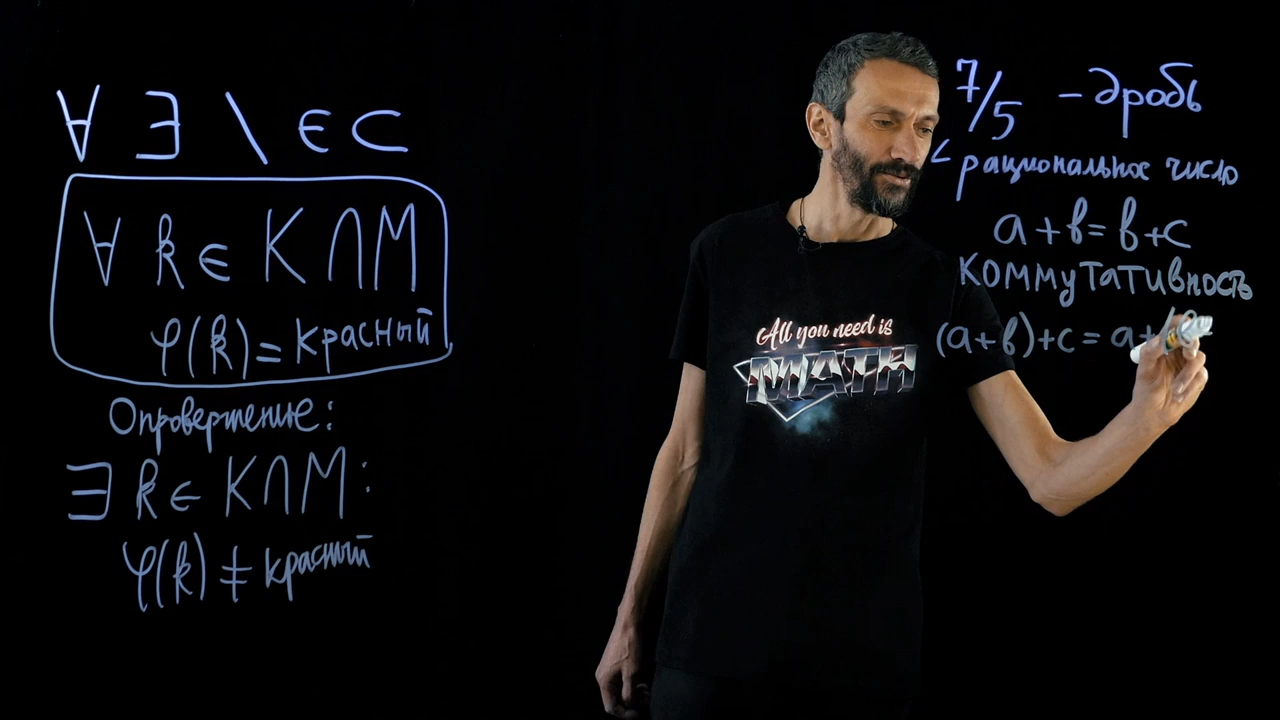 ∀ ∃ \ ∈ ⊂
∀ k ∈ K ∩ M
φ(k) = красный
Опровержение:
∃ k ∈ K ∩ M:
φ(k) ≠ красный
All you need is
MATH
7/5 – дробь
рациональное число
a + b = b + c
коммутативность
(a + b) + c = a +